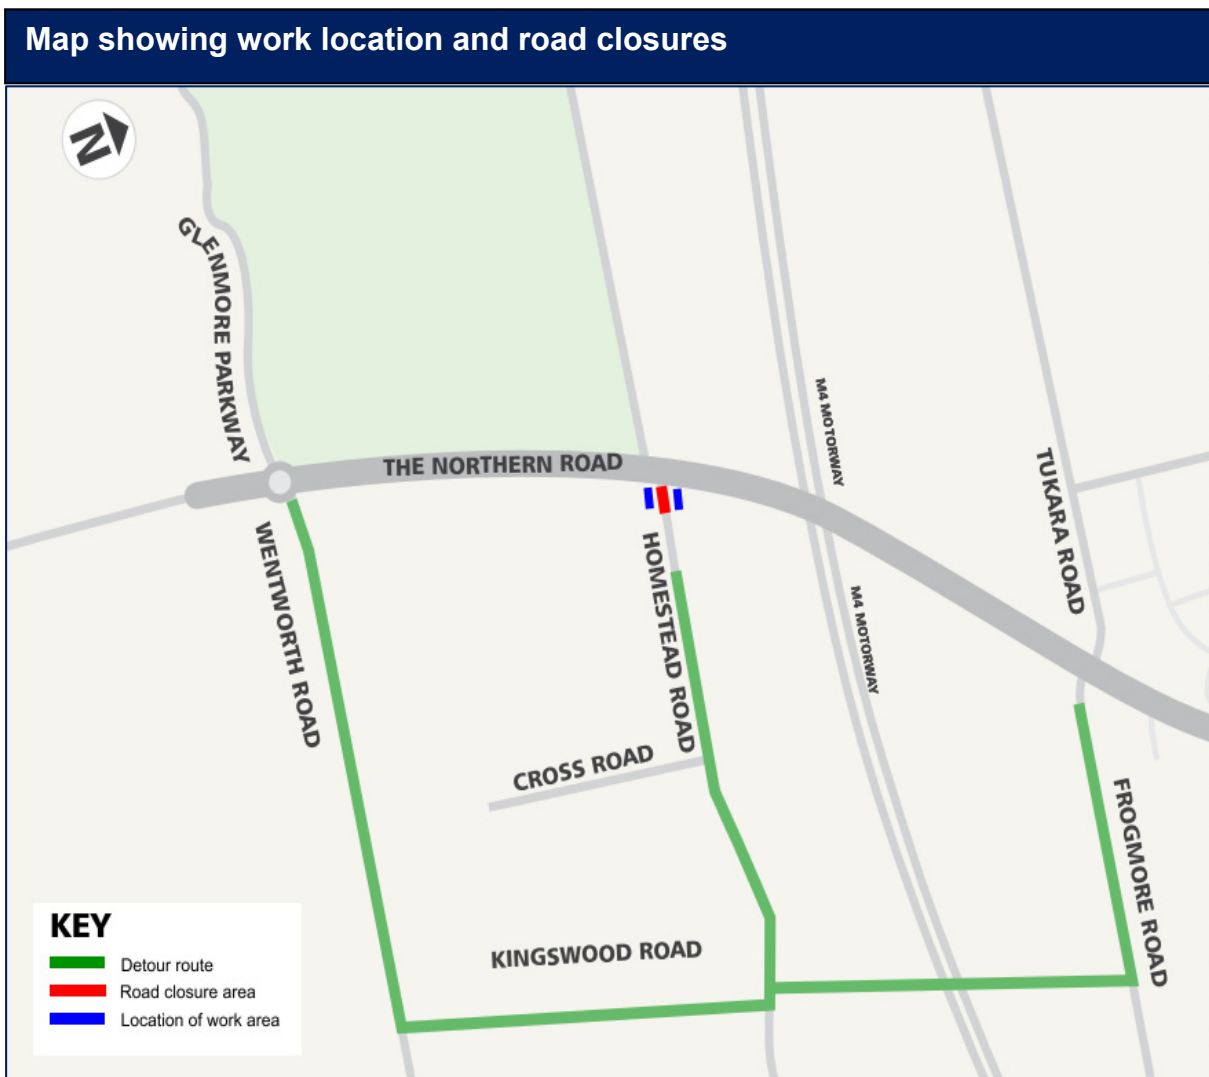 Map showing work location and road closures
N
GLENMORE PARKWAY
THE NORTHERN ROAD
M4 MOTORWAY
TUKARA ROAD
WENTWORTH ROAD
HOMESTEAD ROAD
M4 MOTORWAY
CROSS ROAD
FROGMORE ROAD
KINGSWOOD ROAD
KEY
Detour route
Road closure area
Location of work area